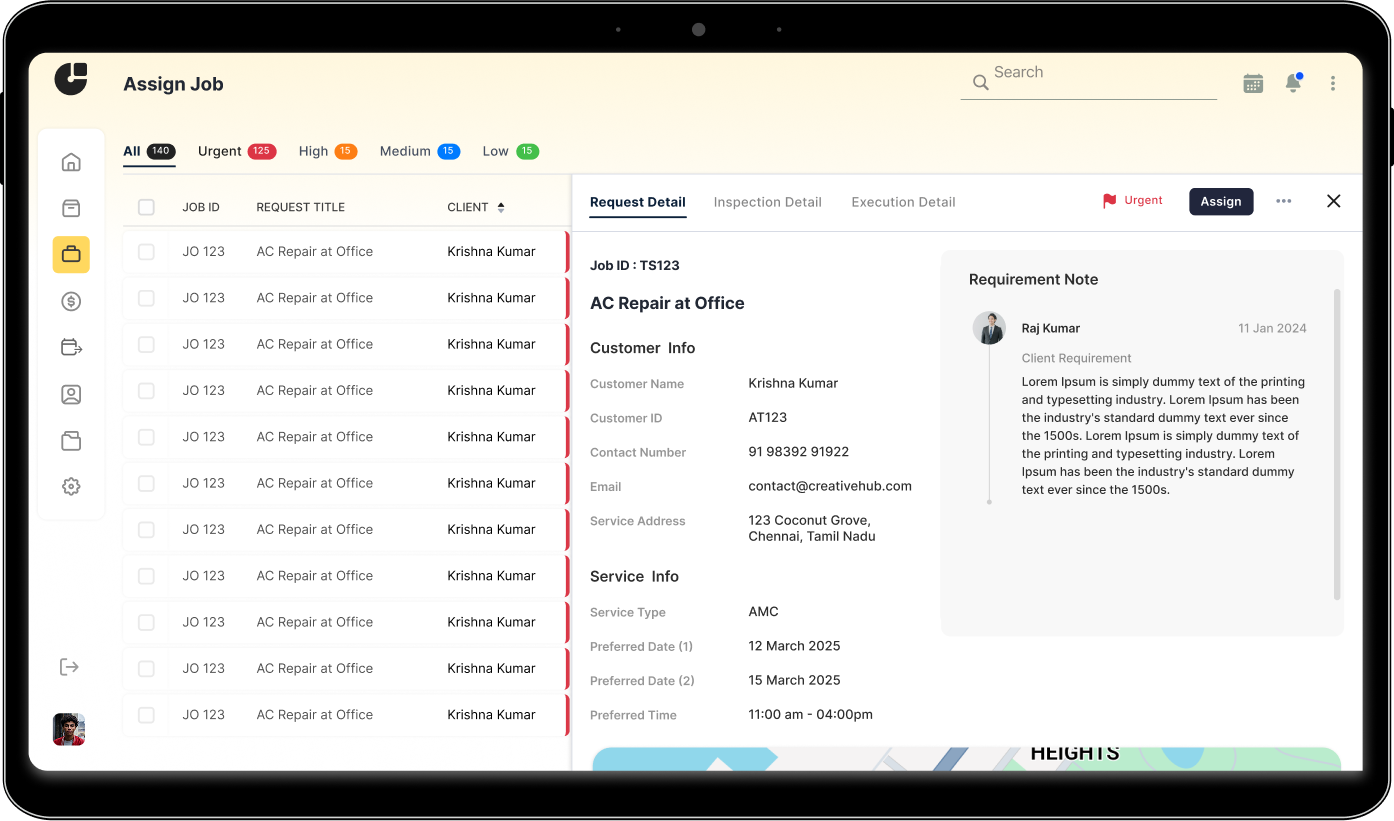 Assign Job
Search
All 140 Urgent 125 High 15 Medium 15 Low 15
JOB ID REQUEST TITLE CLIENT
JO 123 AC Repair at Office Krishna Kumar
JO 123 AC Repair at Office Krishna Kumar
JO 123 AC Repair at Office Krishna Kumar
JO 123 AC Repair at Office Krishna Kumar
JO 123 AC Repair at Office Krishna Kumar
JO 123 AC Repair at Office Krishna Kumar
JO 123 AC Repair at Office Krishna Kumar
JO 123 AC Repair at Office Krishna Kumar
JO 123 AC Repair at Office Krishna Kumar
JO 123 AC Repair at Office Krishna Kumar
JO 123 AC Repair at Office Krishna Kumar
Request Detail Inspection Detail Execution Detail Urgent Assign
Job ID : TS123
AC Repair at Office
Customer Info
Customer Name Krishna Kumar
Customer ID AT123
Contact Number 91 98392 91922
Email contact@creativehub.com
Service Address 123 Coconut Grove,
Chennai, Tamil Nadu
Service Info
Service Type AMC
Preferred Date (1) 12 March 2025
Preferred Date (2) 15 March 2025
Preferred Time 11:00 am - 04:00pm
Requirement Note
Raj Kumar 11 Jan 2024
Client Requirement
Lorem Ipsum is simply dummy text of the printing
and typesetting industry. Lorem Ipsum has been
the industry's standard dummy text ever since
the 1500s. Lorem Ipsum is simply dummy text of
the printing and typesetting industry. Lorem
Ipsum has been the industry's standard dummy
text ever since the 1500s.
HEIGHTS